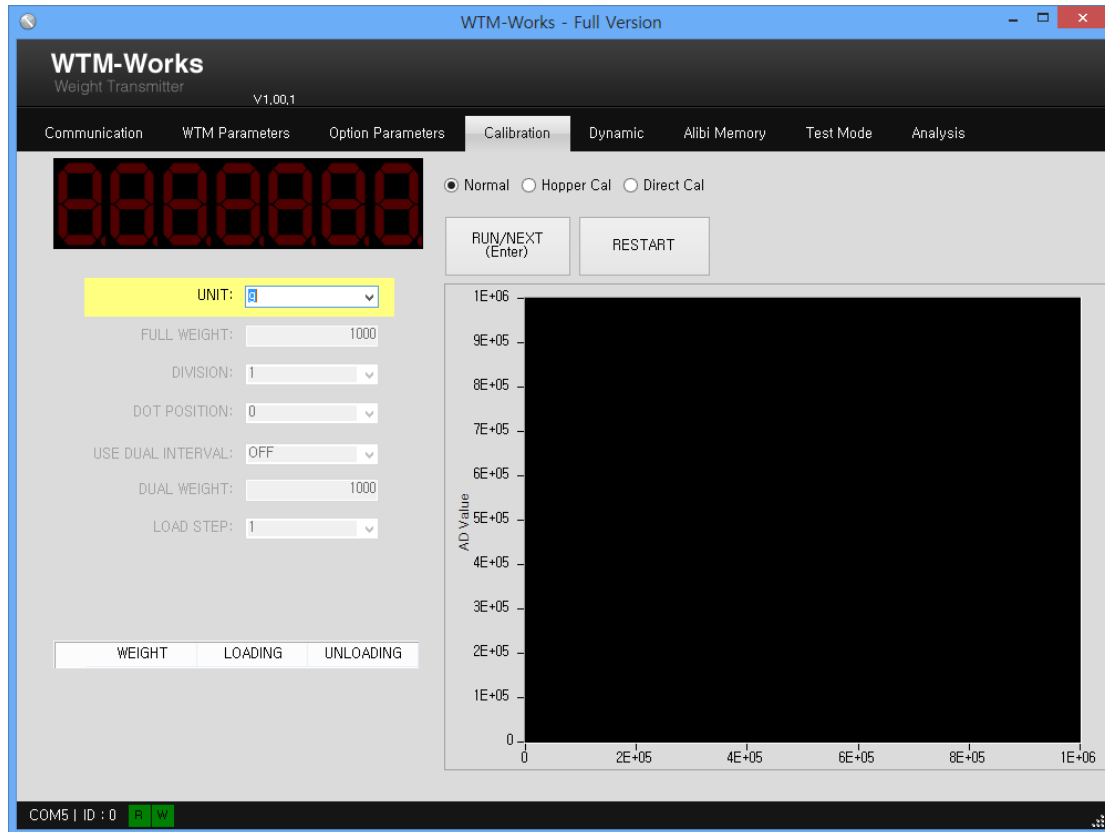 WTM-Works - Full Version
WTM-Works
Weight Transmitter
V1,00,1
Communication WTM Parameters Option Parameters Calibration Dynamic Alibi Memory Test Mode Analysis
Normal Hopper Cal Direct Cal
RUN/NEXT
(Enter)
RESTART
UNIT: g
FULL WEIGHT: 1000
DIVISION: 1
DOT POSITION: 0
USE DUAL INTERVAL: OFF
DUAL WEIGHT: 1000
LOAD STEP: 1
WEIGHT LOADING UNLOADING
1E+06
9E+05
8E+05
7E+05
6E+05
5E+05
4E+05
3E+05
2E+05
1E+05
0
AD Value
0 2E+05 4E+05 6E+05 8E+05 1E+06
COM5 | ID : 0 R W